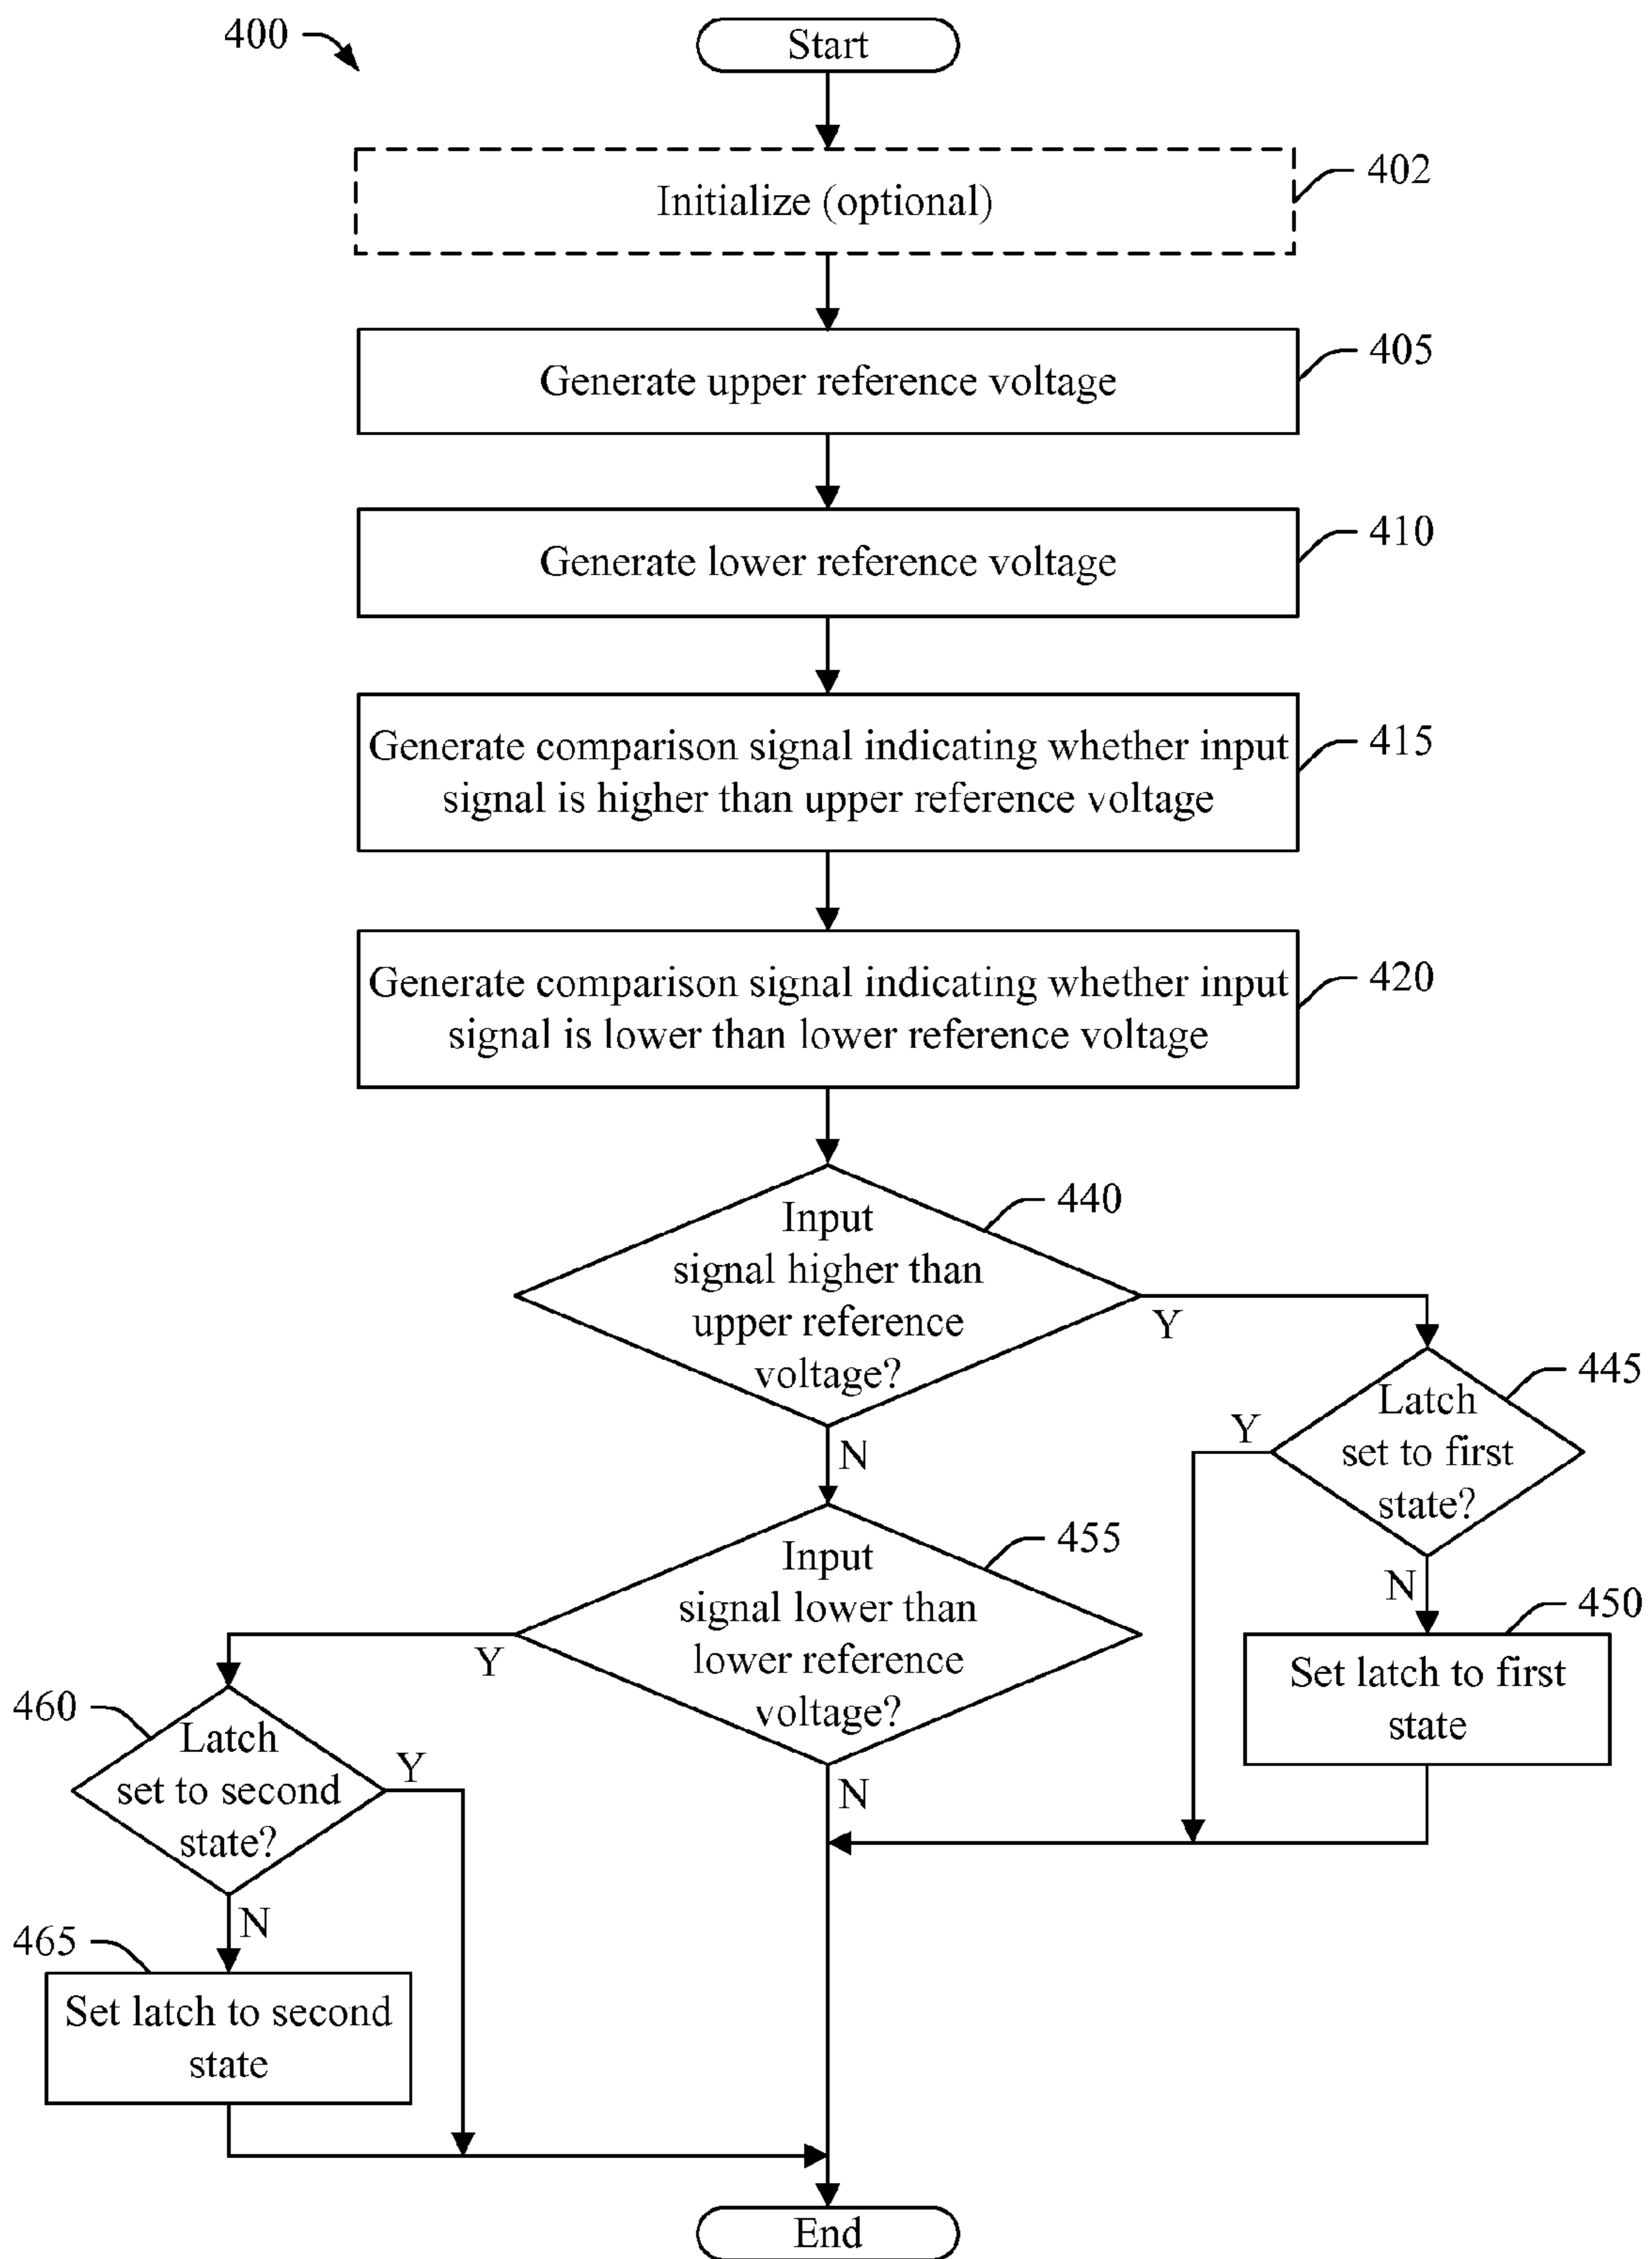 400
Start
Initialize (optional)
402
Generate upper reference voltage
405
Generate lower reference voltage
410
Generate comparison signal indicating whether input
signal is higher than upper reference voltage
415
Generate comparison signal indicating whether input
signal is lower than lower reference voltage
420
Input
signal higher than
upper reference
voltage?
440
Y
N
Latch
set to first
state?
445
Y
N
Set latch to first
state
450
Input
signal lower than
lower reference
voltage?
455
Y
N
460
Latch
set to second
state?
Y
N
465
Set latch to second
state
End